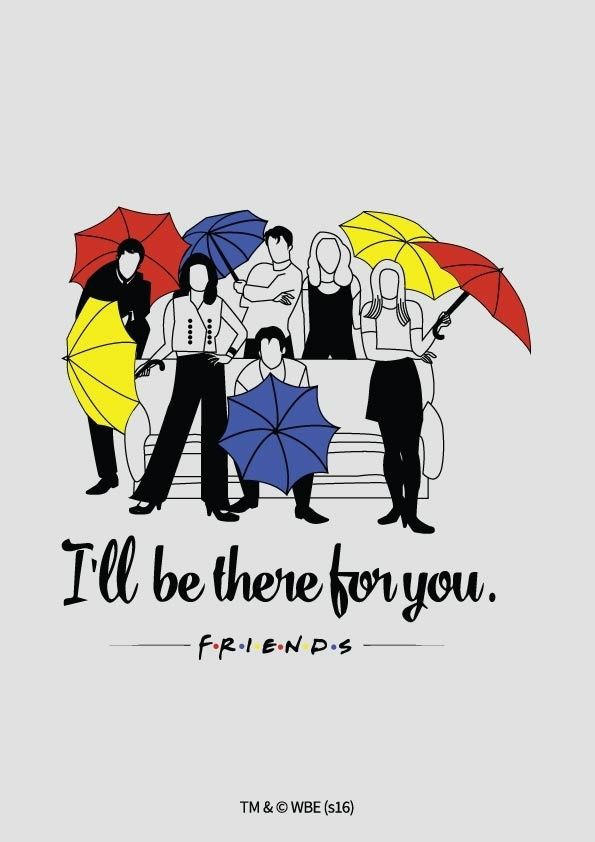 I'll be there for you.
F·R·I·E·N·D·S
TM & © WBE (s16)